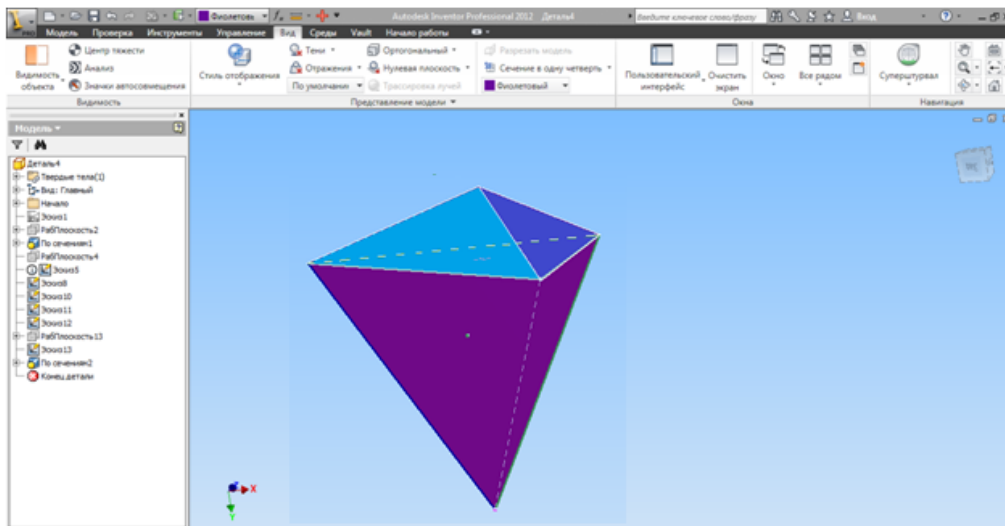 Фиолетовь
Autodesk Inventor Professional 2012 Деталь4
Введите ключевое слово/фразу
Вход
PRO
Модель Проверка Инструменты Управление Вид Среды Vault Начало работы
Видимость объекта
Центр тяжести
Анализ
Значки автосовмещения
Видимость
Стиль отображения
Тени
Отражения
По умолчанию
Ортогональный
Нулевая плоскость
Трассировка лучей
Разрезать модель
Сечение в одну четверть
Фиолетовый
Представление модели
Пользовательский интерфейс
Очистить экран
Окно
Все рядом
Окна
Суперштурвал
Навигация
Модель
Деталь4
Твердые тела(1)
Вид: Главный
Начало
Эскиз1
РабПлоскость2
По сечениям1
РабПлоскость4
Эскиз5
Эскиз8
Эскиз10
Эскиз11
Эскиз12
РабПлоскость13
Эскиз13
По сечениям2
Конец детали
X
Y